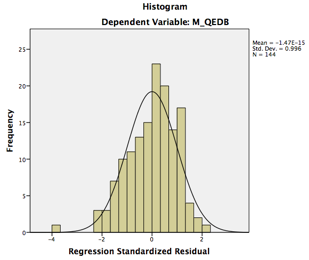 Histogram
Dependent Variable: M_QEDB
Mean = -1.47E-15
Std. Dev. = 0.996
N = 144
25
20
15
10
5
0
Frequency
-4 -2 0 2
Regression Standardized Residual